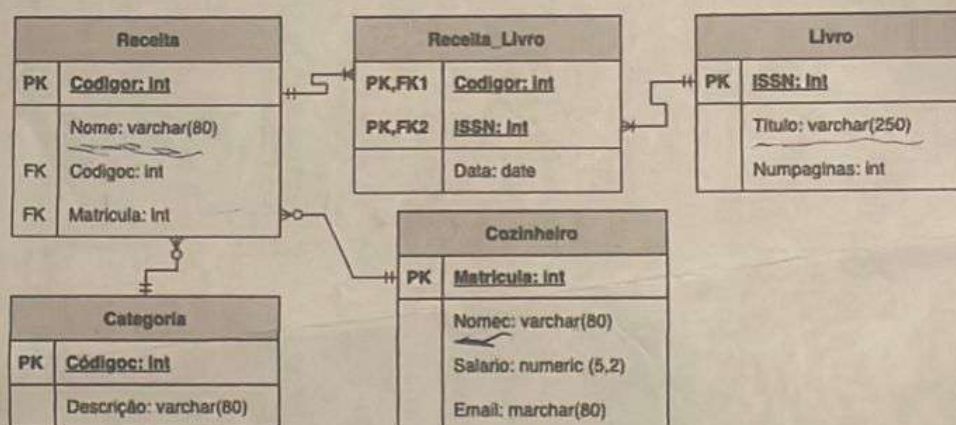 Receita
PK Codigor: int
Nome: varchar(80)
FK Codigoc: int
FK Matricula: int
Receita_Livro
PK,FK1 Codigor: int
PK,FK2 ISSN: int
Data: date
Livro
PK ISSN: int
Titulo: varchar(250)
Numpaginas: int
Cozinheiro
PK Matricula: int
Nomec: varchar(80)
Salario: numeric (5,2)
Email: marchar(80)
Categoria
PK Códigoc: int
Descrição: varchar(80)